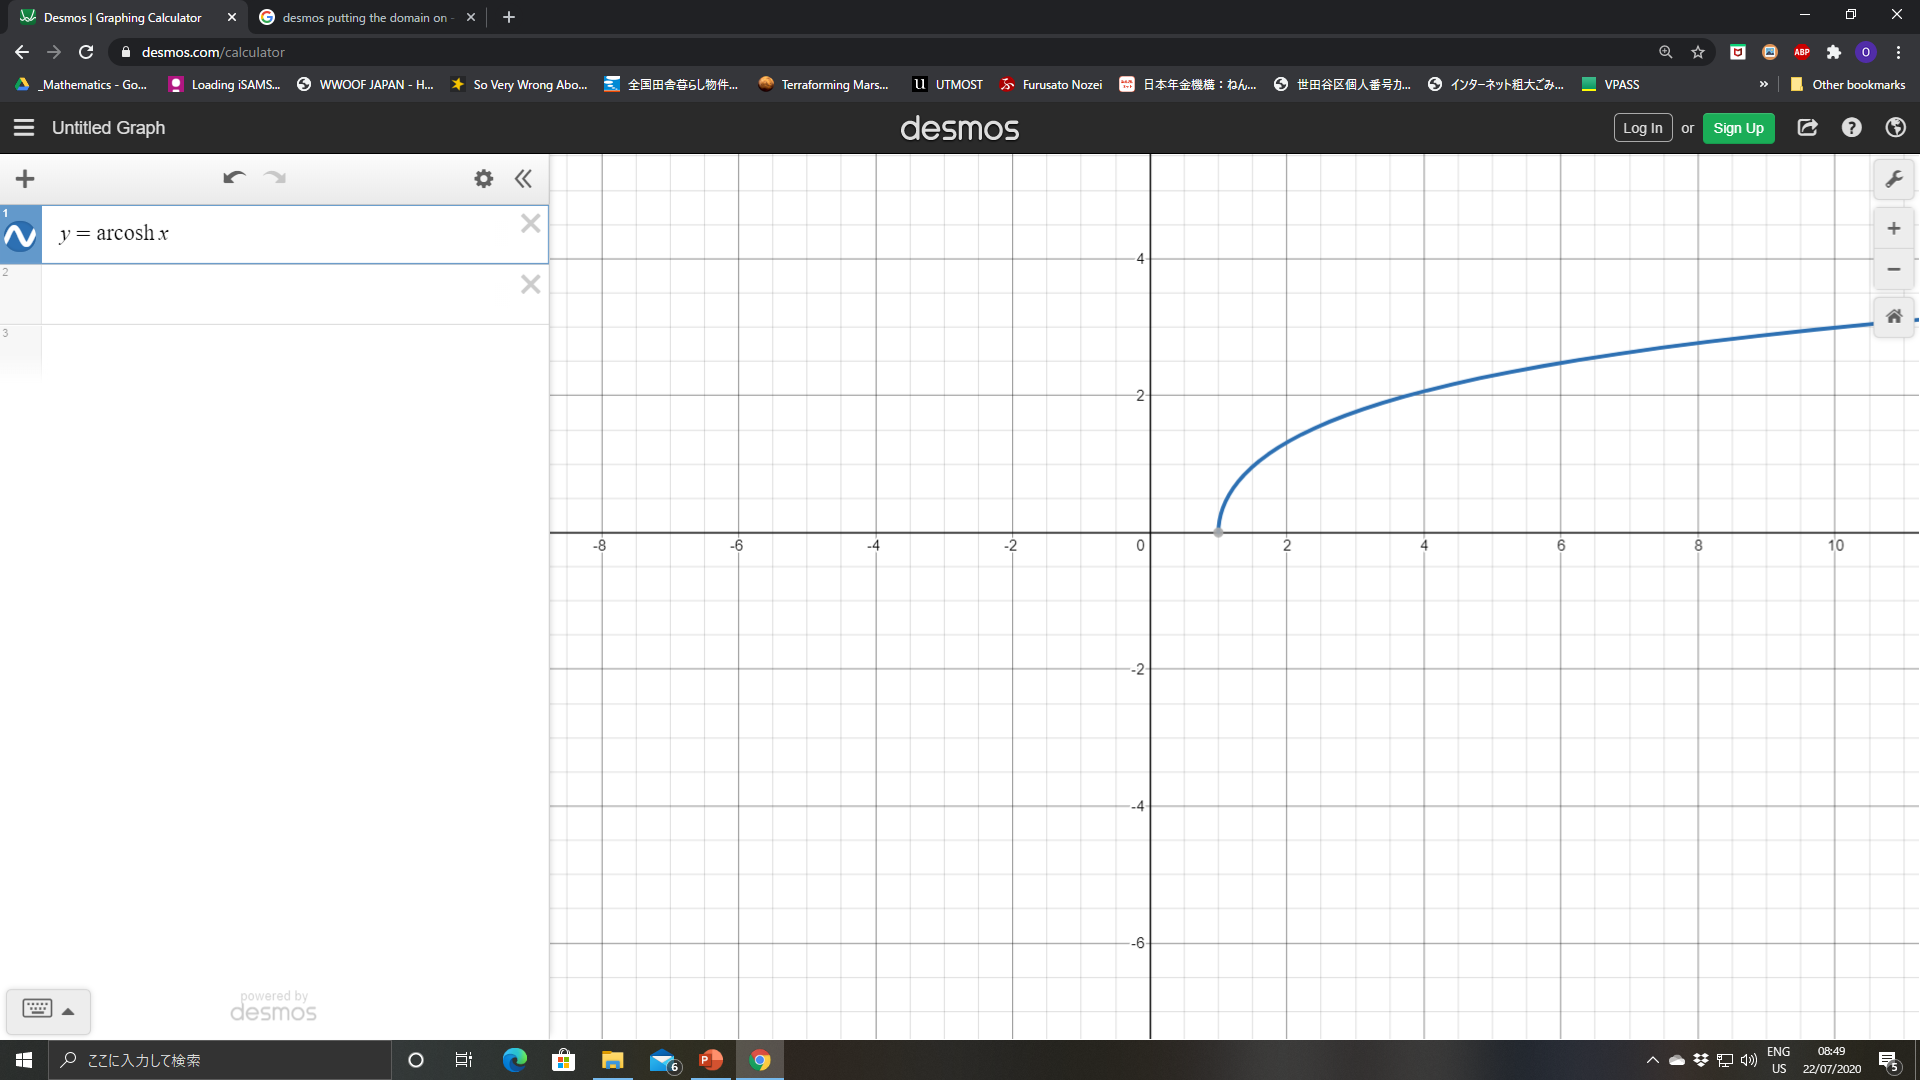 Desmos | Graphing Calculator
desmos putting the domain on -
desmos.com/calculator
ABP
O
_Mathematics - Go...
Loading iSAMS...
WWOOF JAPAN - H...
So Very Wrong Abo...
全国田舎暮らし物件...
Terraforming Mars...
UTMOST
Furusato Nozei
日本年金機構：ねん...
世田谷区個人番号カ...
インターネット粗大ごみ...
VPASS
»
Other bookmarks
Untitled Graph
desmos
Log In or Sign Up
1
y = arcosh x
2
3
4
2
-8
-6
-4
-2
0
2
4
6
8
10
-2
-4
-6
powered by
desmos
ここに入力して検索
6
ENG
US
08:49
22/07/2020
5